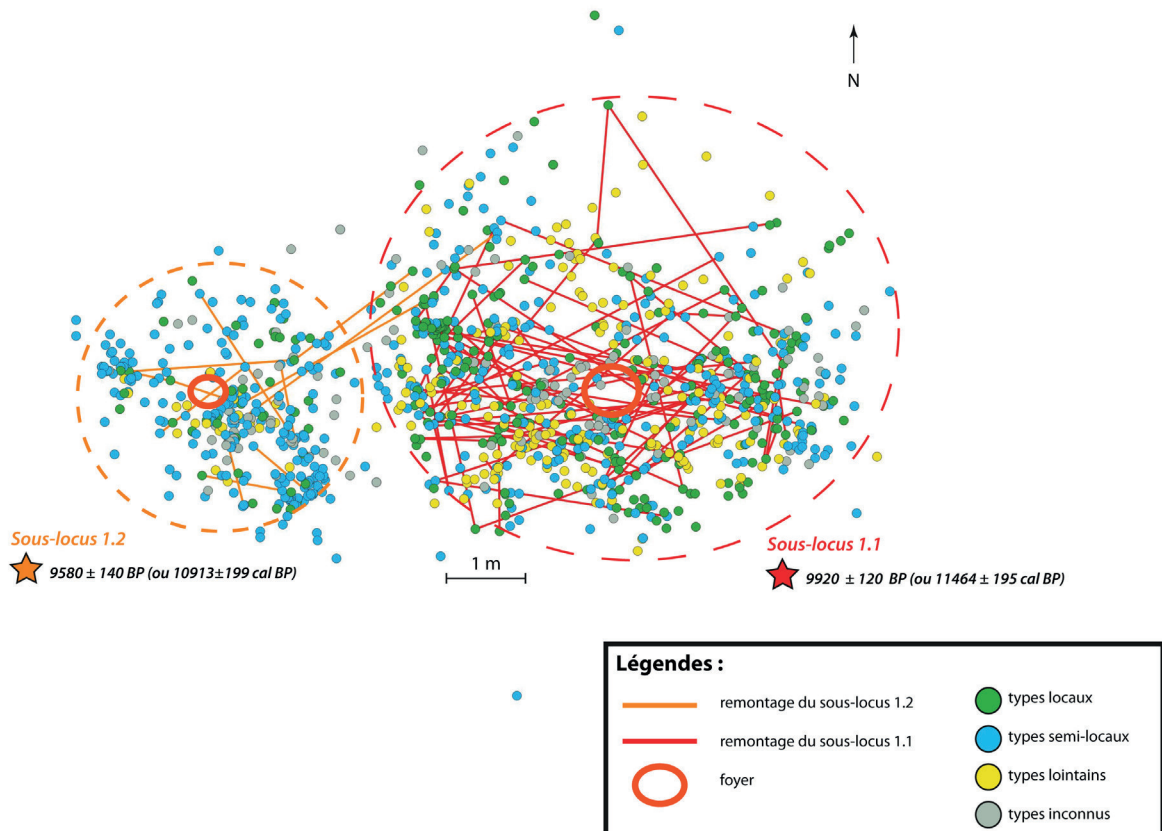 N
Sous-locus 1.2
9580 ± 140 BP (ou 10913±199 cal BP)
1 m
Sous-locus 1.1
9920 ± 120 BP (ou 11464 ± 195 cal BP)
Légendes :
remontage du sous-locus 1.2
remontage du sous-locus 1.1
foyer
types locaux
types semi-locaux
types lointains
types inconnus